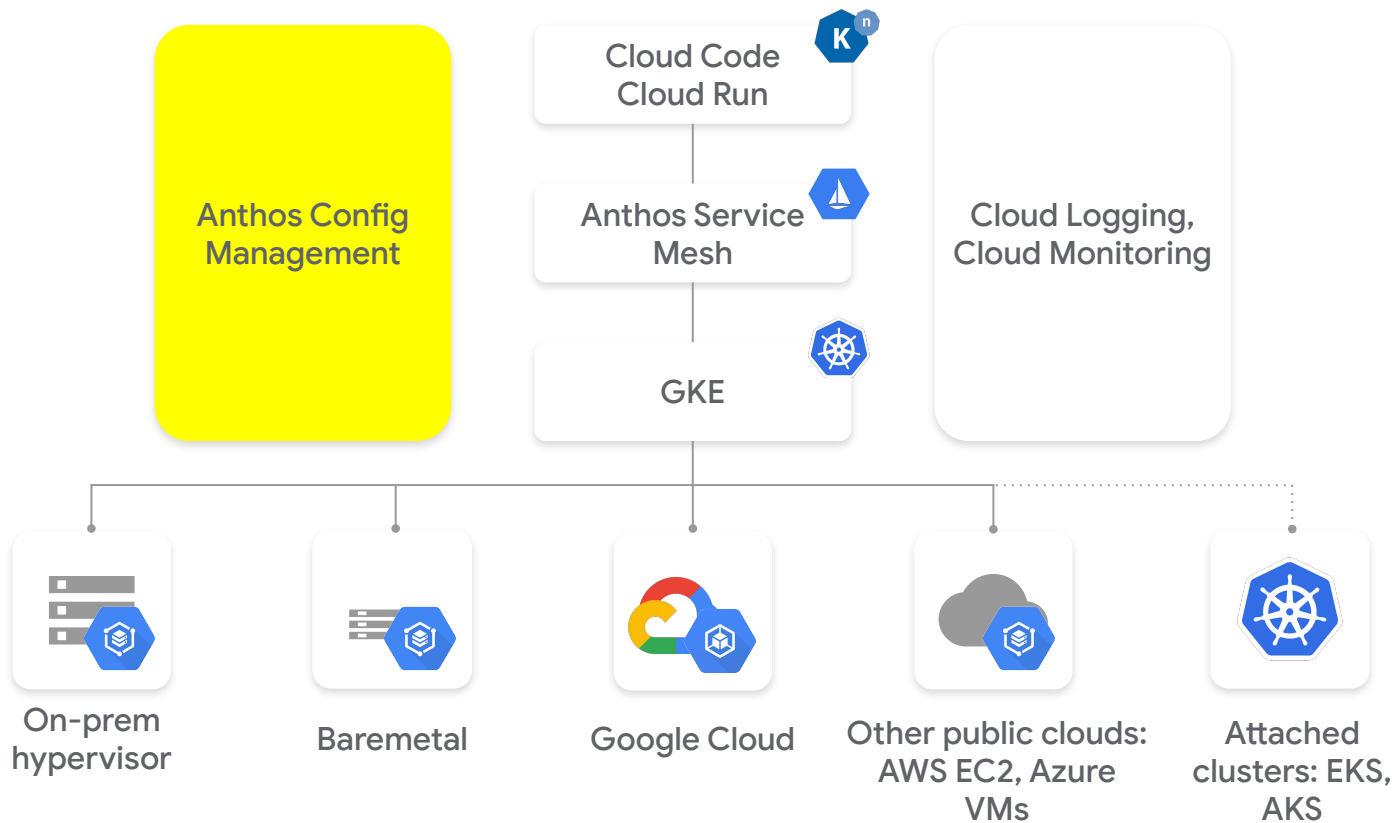 Anthos Config
Management
Cloud Code
Cloud Run
K
n
Anthos Service
Mesh
GKE
Cloud Logging,
Cloud Monitoring
On-prem
hypervisor
Baremetal
Google Cloud
Other public clouds:
AWS EC2, Azure
VMs
Attached
clusters: EKS,
AKS